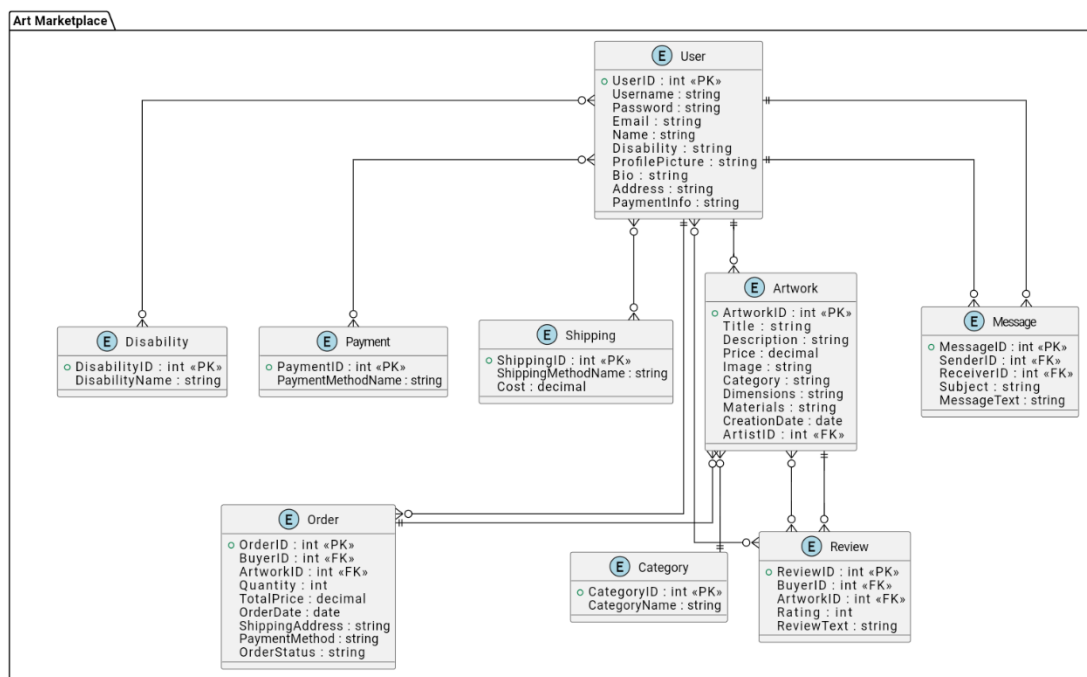 Art Marketplace
E User
UserID : int «PK»
Username : string
Password : string
Email : string
Name : string
Disability : string
ProfilePicture : string
Bio : string
Address : string
PaymentInfo : string
E Artwork
ArtworkID : int «PK»
Title : string
Description : string
Price : decimal
Image : string
Category : string
Dimensions : string
Materials : string
CreationDate : date
ArtistID : int «FK»
E Disability
DisabilityID : int «PK»
DisabilityName : string
E Payment
PaymentID : int «PK»
PaymentMethodName : string
E Shipping
ShippingID : int «PK»
ShippingMethodName : string
Cost : decimal
E Message
MessageID : int «PK»
SenderID : int «FK»
ReceiverID : int «FK»
Subject : string
MessageText : string
E Order
OrderID : int «PK»
BuyerID : int «FK»
ArtworkID : int «FK»
Quantity : int
TotalPrice : decimal
OrderDate : date
ShippingAddress : string
PaymentMethod : string
OrderStatus : string
E Category
CategoryID : int «PK»
CategoryName : string
E Review
ReviewID : int «PK»
BuyerID : int «FK»
ArtworkID : int «FK»
Rating : int
ReviewText : string